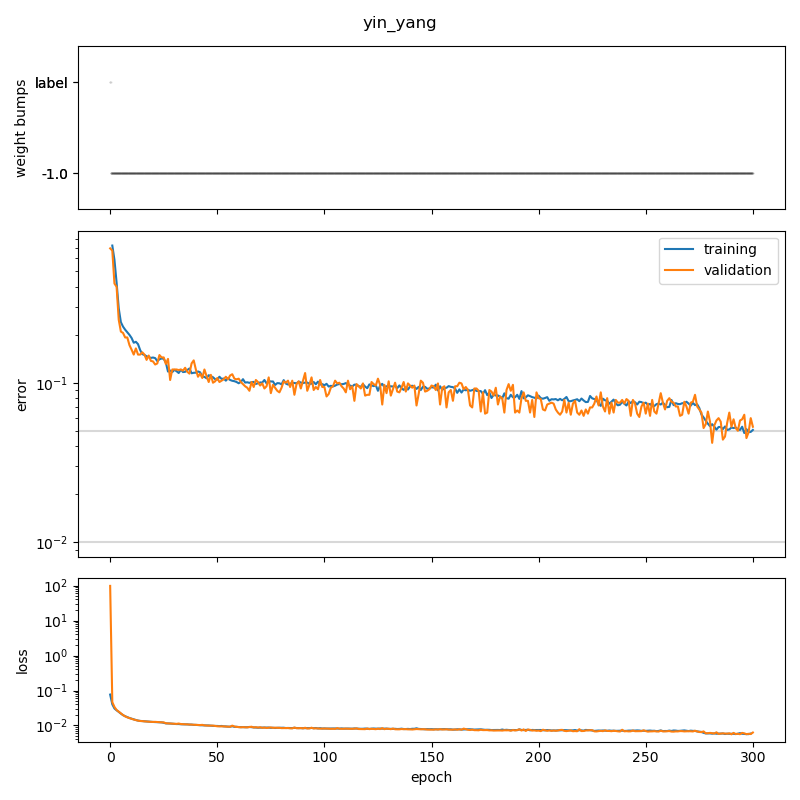 yin_yang
weight bumps
label
-1.0
error
training
validation
10⁻¹
10⁻²
loss
10²
10¹
10⁰
10⁻¹
10⁻²
0 50 100 150 200 250 300
epoch